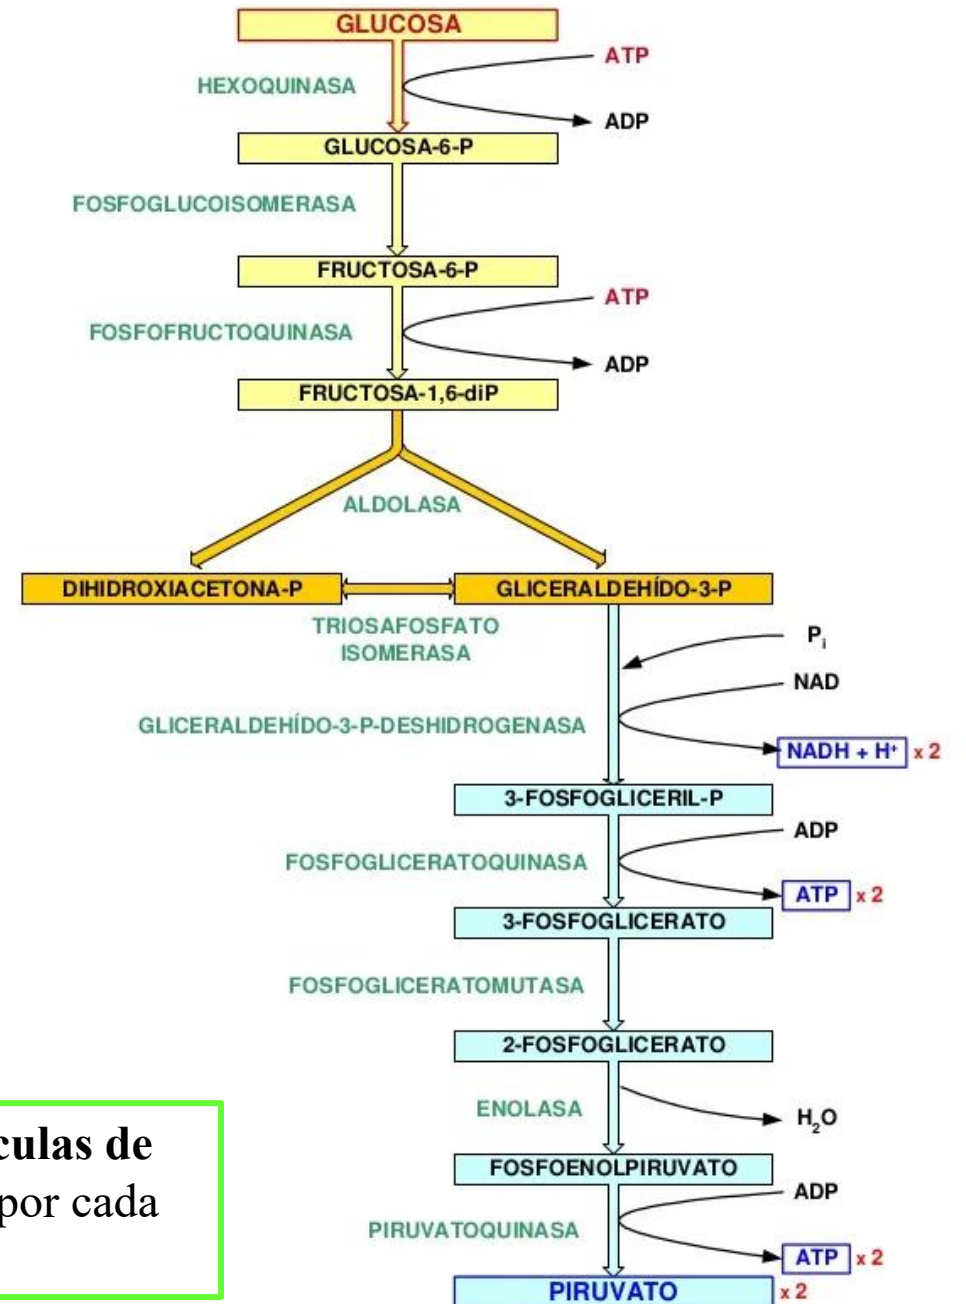 GLUCOSA
ATP
HEXOQUINASA
ADP
GLUCOSA-6-P
FOSFOGLUCOISOMERASA
FRUCTOSA-6-P
ATP
FOSFOFRUCTOQUINASA
ADP
FRUCTOSA-1,6-diP
ALDOLASA
DIHIDROXIACETONA-P
GLICERALDEHÍDO-3-P
TRIOSAFOSFATO
ISOMERASA
Pi
NAD
GLICERALDEHÍDO-3-P-DESHIDROGENASA
NADH + H+ x 2
3-FOSFOGLICERIL-P
ADP
FOSFOGLICERATOQUINASA
ATP x 2
3-FOSFOGLICERATO
FOSFOGLICERATOMUTASA
2-FOSFOGLICERATO
ENOLASA
H2O
culas de
por cada
FOSFOENOLPIRUVATO
ADP
PIRUVATOQUINASA
ATP x 2
PIRUVATO x 2